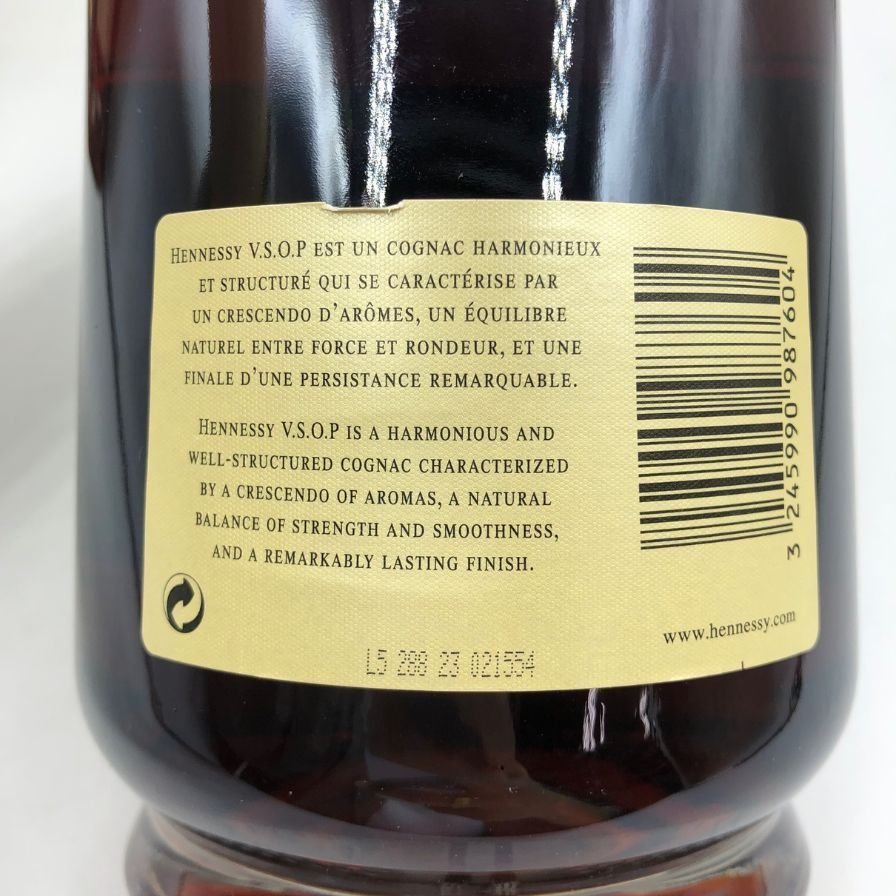 HENNESSY V.S.O.P EST UN COGNAC HARMONIEUX
ET STRUCTURÉ QUI SE CARACTÉRISE PAR
UN CRESCENDO D'ARÔMES, UN ÉQUILIBRE
NATUREL ENTRE FORCE ET RONDEUR, ET UNE
FINALE D'UNE PERSISTANCE REMARQUABLE.
HENNESSY V.S.O.P IS A HARMONIOUS AND
WELL-STRUCTURED COGNAC CHARACTERIZED
BY A CRESCENDO OF AROMAS, A NATURAL
BALANCE OF STRENGTH AND SMOOTHNESS,
AND A REMARKABLY LASTING FINISH.
3 245990 987604
www.hennessy.com
L5 288 23 021554